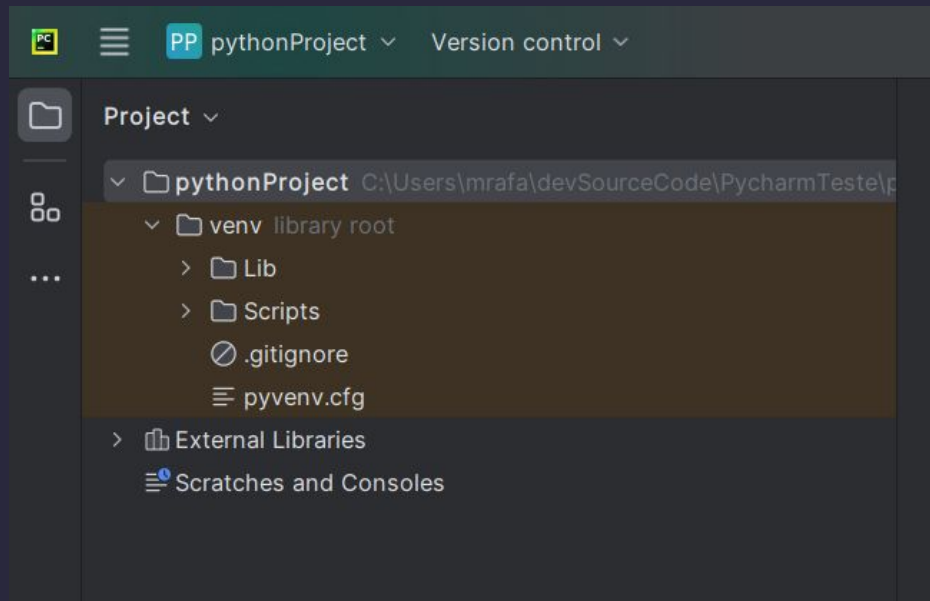 PC PP pythonProject Version control
Project
pythonProject C:\Users\mrafa\devSourceCode\PycharmTeste\p
venv library root
Lib
Scripts
.gitignore
pyvenv.cfg
External Libraries
Scratches and Consoles